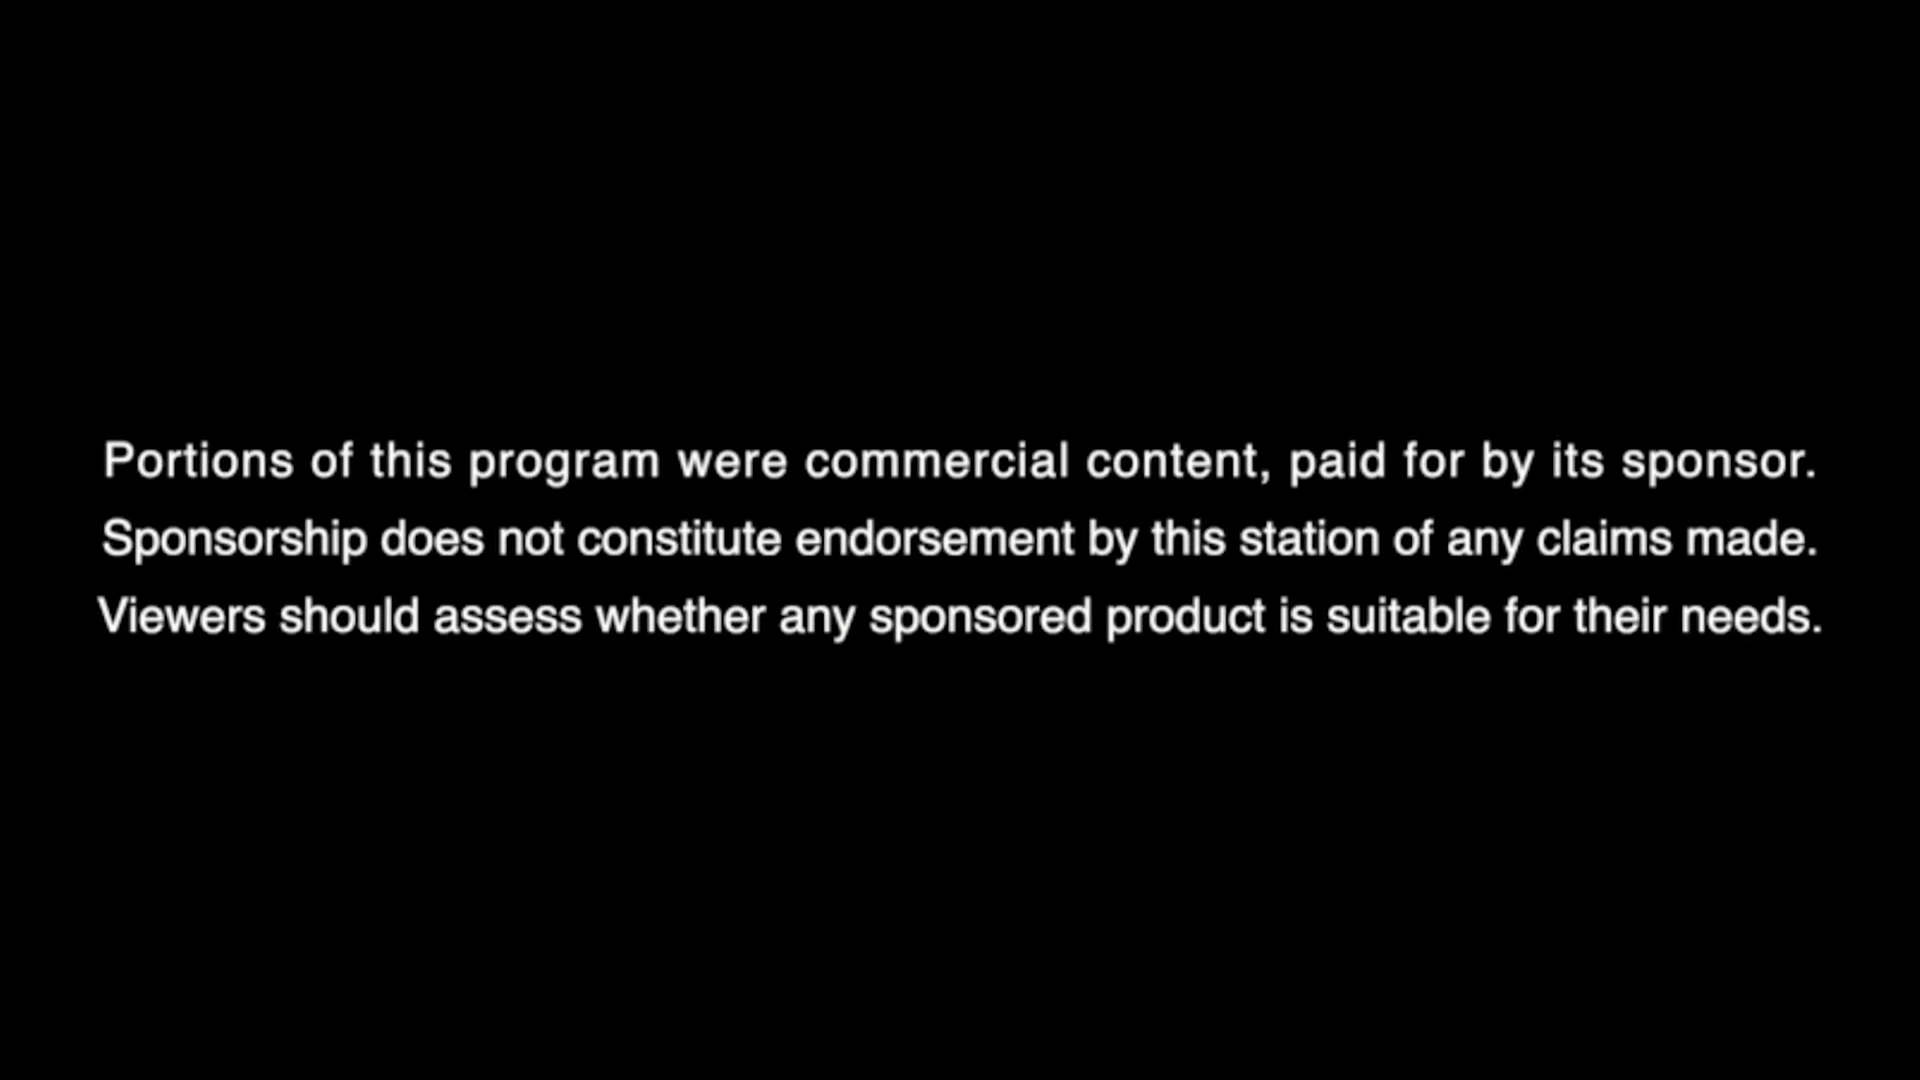 Portions of this program were commercial content, paid for by its sponsor.
Sponsorship does not constitute endorsement by this station of any claims made.
Viewers should assess whether any sponsored product is suitable for their needs.